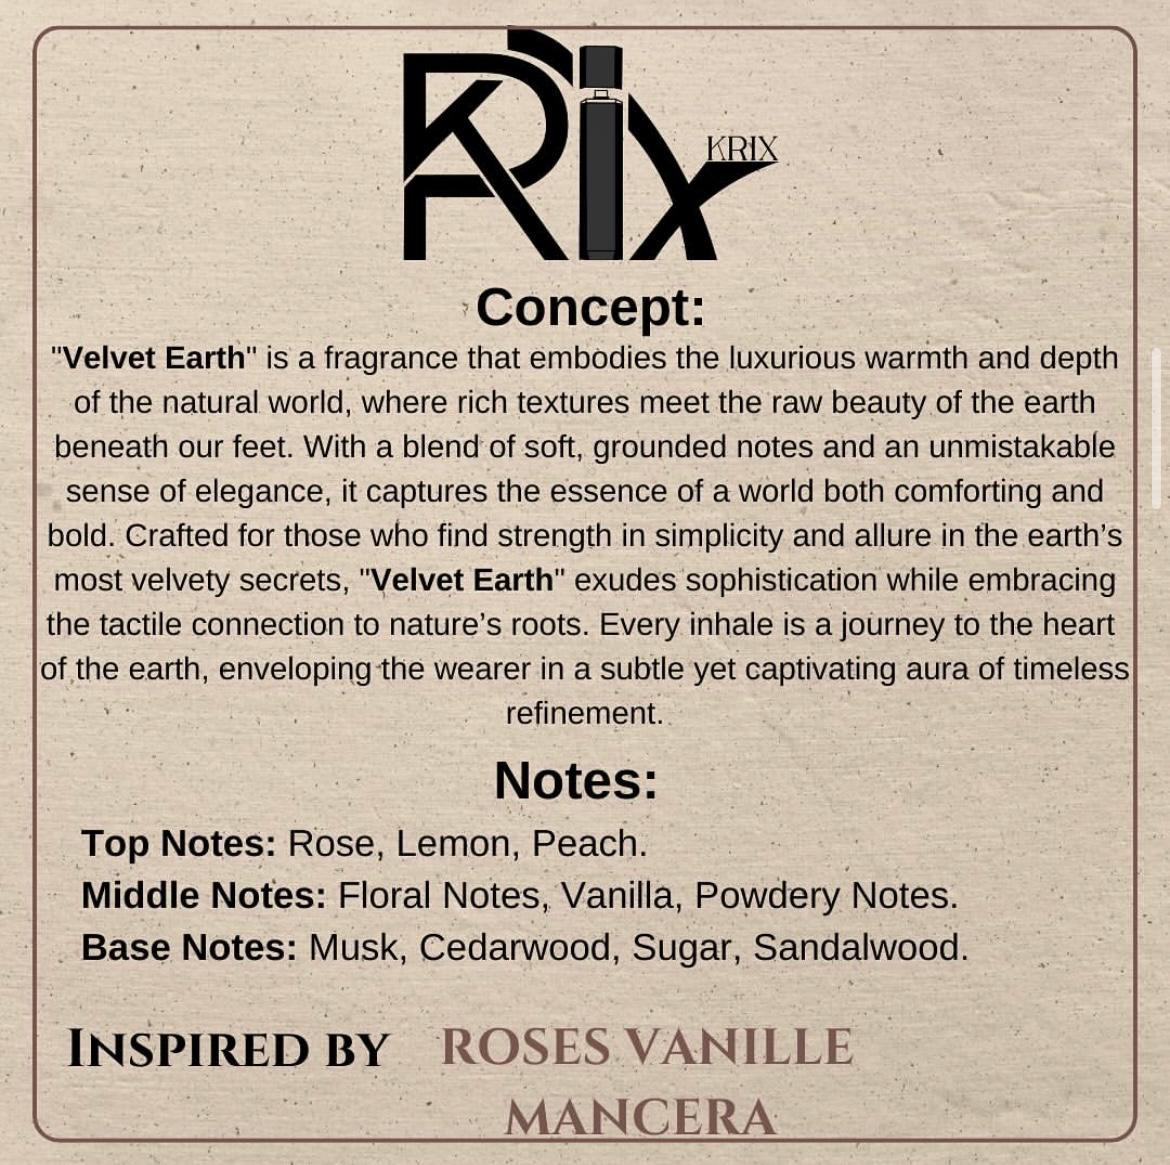 KRIX
KRIX
Concept:
"Velvet Earth" is a fragrance that embodies the luxurious warmth and depth
of the natural world, where rich textures meet the raw beauty of the earth
beneath our feet. With a blend of soft, grounded notes and an unmistakable
sense of elegance, it captures the essence of a world both comforting and
bold. Crafted for those who find strength in simplicity and allure in the earth’s
most velvety secrets, "Velvet Earth" exudes sophistication while embracing
the tactile connection to nature’s roots. Every inhale is a journey to the heart
of the earth, enveloping the wearer in a subtle yet captivating aura of timeless
refinement.
Notes:
Top Notes: Rose, Lemon, Peach.
Middle Notes: Floral Notes, Vanilla, Powdery Notes.
Base Notes: Musk, Cedarwood, Sugar, Sandalwood.
INSPIRED BY ROSES VANILLE
MANCERA